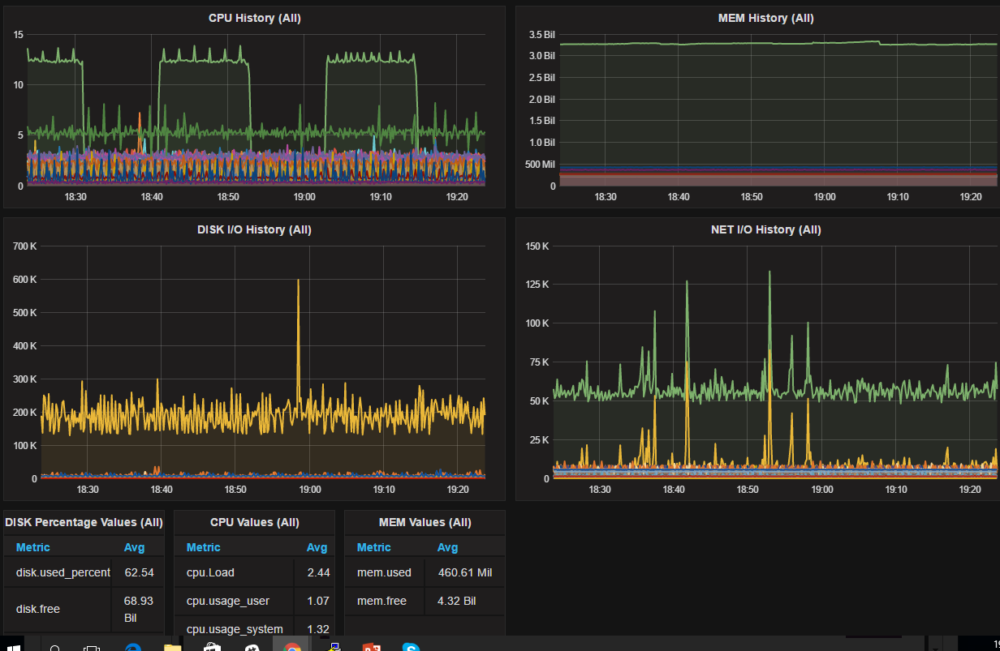 CPU History (All)
15
10
5
0
18:30 18:40 18:50 19:00 19:10 19:20
MEM History (All)
3.5 Bil
3.0 Bil
2.5 Bil
2.0 Bil
1.5 Bil
1.0 Bil
500 Mil
0
18:30 18:40 18:50 19:00 19:10 19:20
DISK I/O History (All)
700 K
600 K
500 K
400 K
300 K
200 K
100 K
0
18:30 18:40 18:50 19:00 19:10 19:20
NET I/O History (All)
150 K
125 K
100 K
75 K
50 K
25 K
0
18:30 18:40 18:50 19:00 19:10 19:20
DISK Percentage Values (All)
Metric Avg
disk.used_percent 62.54
disk.free 68.93
Bil
CPU Values (All)
Metric Avg
cpu.Load 2.44
cpu.usage_user 1.07
cpu.usage_system 1.32
MEM Values (All)
Metric Avg
mem.used 460.61 Mil
mem.free 4.32 Bil